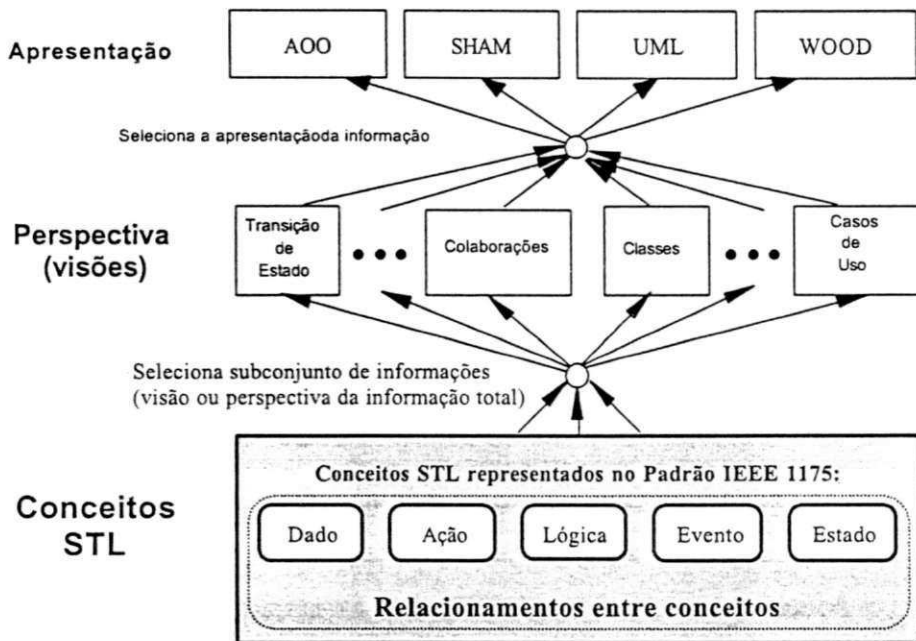 Apresentação
AOO
SHAM
UML
WOOD
Seleciona a apresentaçãoda informação
Perspectiva
(visões)
Transição
de
Estado
Colaborações
Classes
Casos
de
Uso
Seleciona subconjunto de informações
(visão ou perspectiva da informação total)
Conceitos
STL
Conceitos STL representados no Padrão IEEE 1175:
Dado
Ação
Lógica
Evento
Estado
Relacionamentos entre conceitos